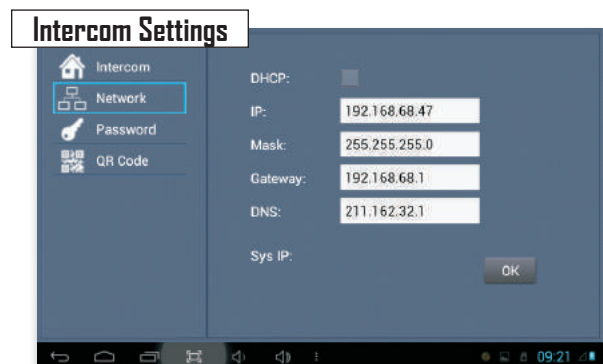 Intercom Settings
Intercom
Network
Password
QR Code
DHCP:
IP: 192.168.68.47
Mask: 255.255.255.0
Gateway: 192.168.68.1
DNS: 211.162.32.1
Sys IP:
OK
09:21